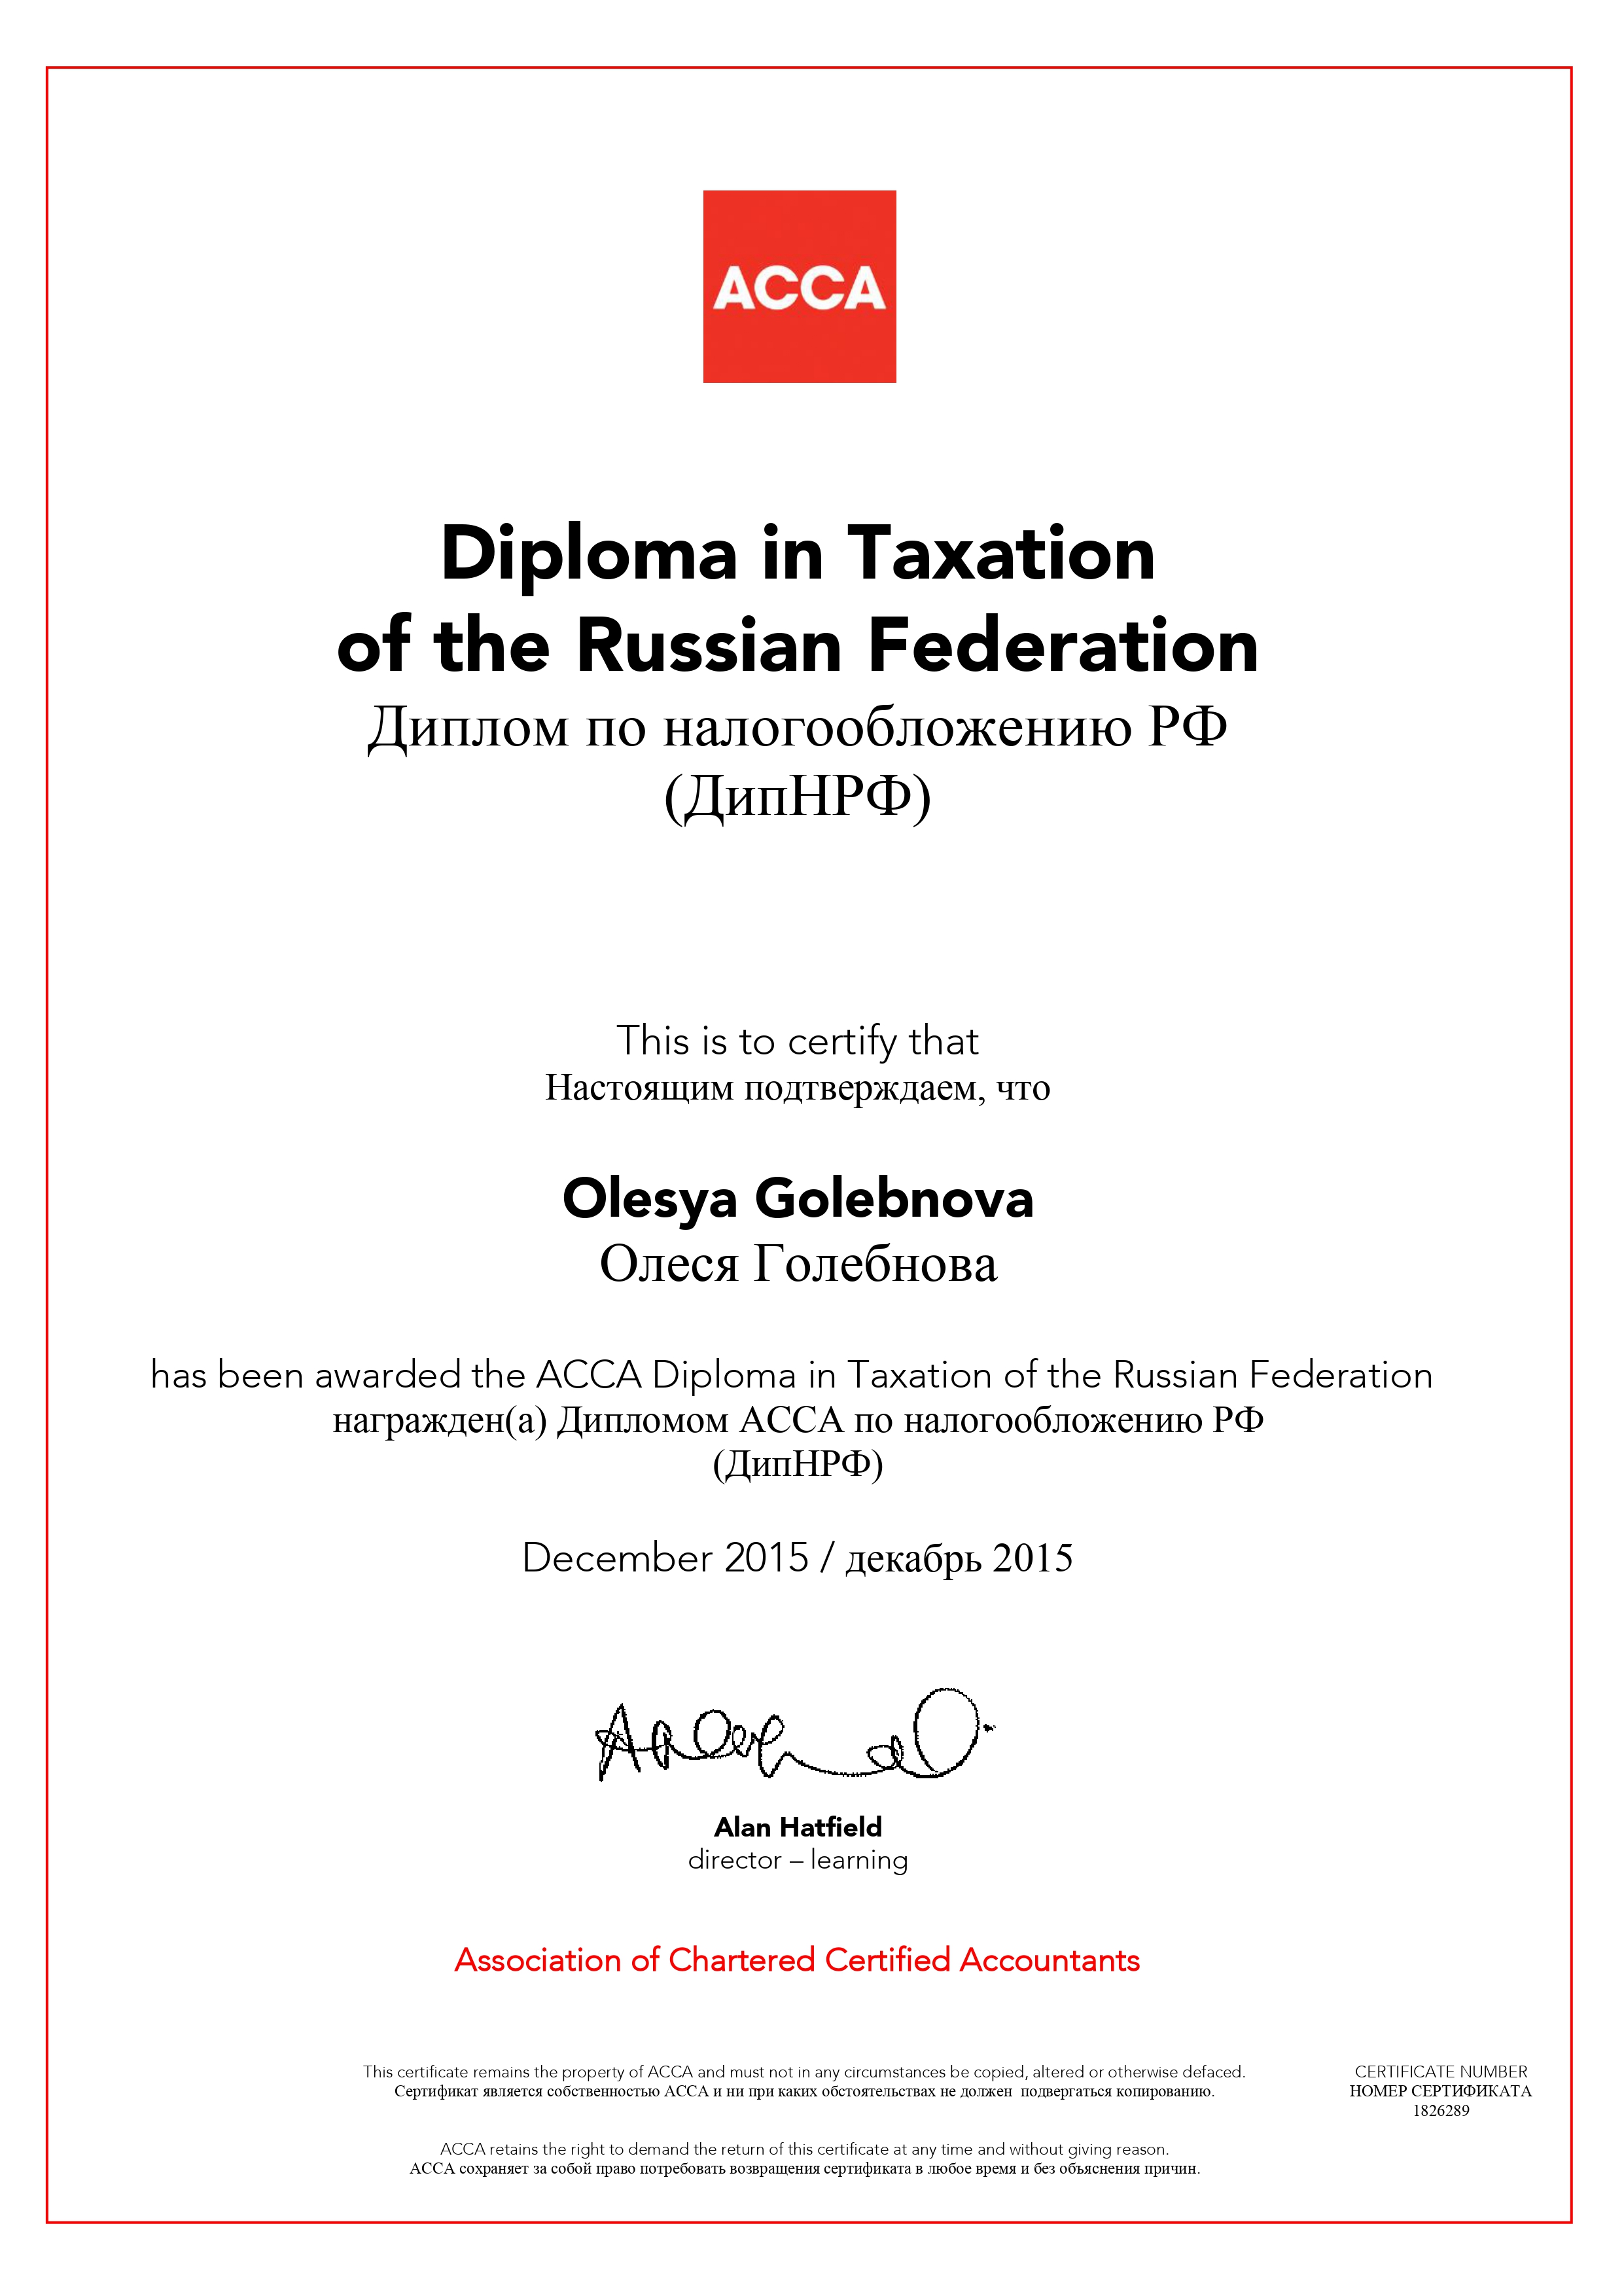 ACCA
Diploma in Taxation
of the Russian Federation
Диплом по налогообложению РФ
(ДипНРФ)
This is to certify that
Настоящим подтверждаем, что
Olesya Golebnova
Олеся Голебнова
has been awarded the ACCA Diploma in Taxation of the Russian Federation
награжден(а) Дипломом АССА по налогообложению РФ
(ДипНРФ)
December 2015 / декабрь 2015
Alan Hatfield
director – learning
Association of Chartered Certified Accountants
This certificate remains the property of ACCA and must not in any circumstances be copied, altered or otherwise defaced.
Сертификат является собственностью АССА и ни при каких обстоятельствах не должен подвергаться копированию.
CERTIFICATE NUMBER
НОМЕР СЕРТИФИКАТА
1826289
ACCA retains the right to demand the return of this certificate at any time and without giving reason.
АССА сохраняет за собой право потребовать возвращения сертификата в любое время и без объяснения причин.